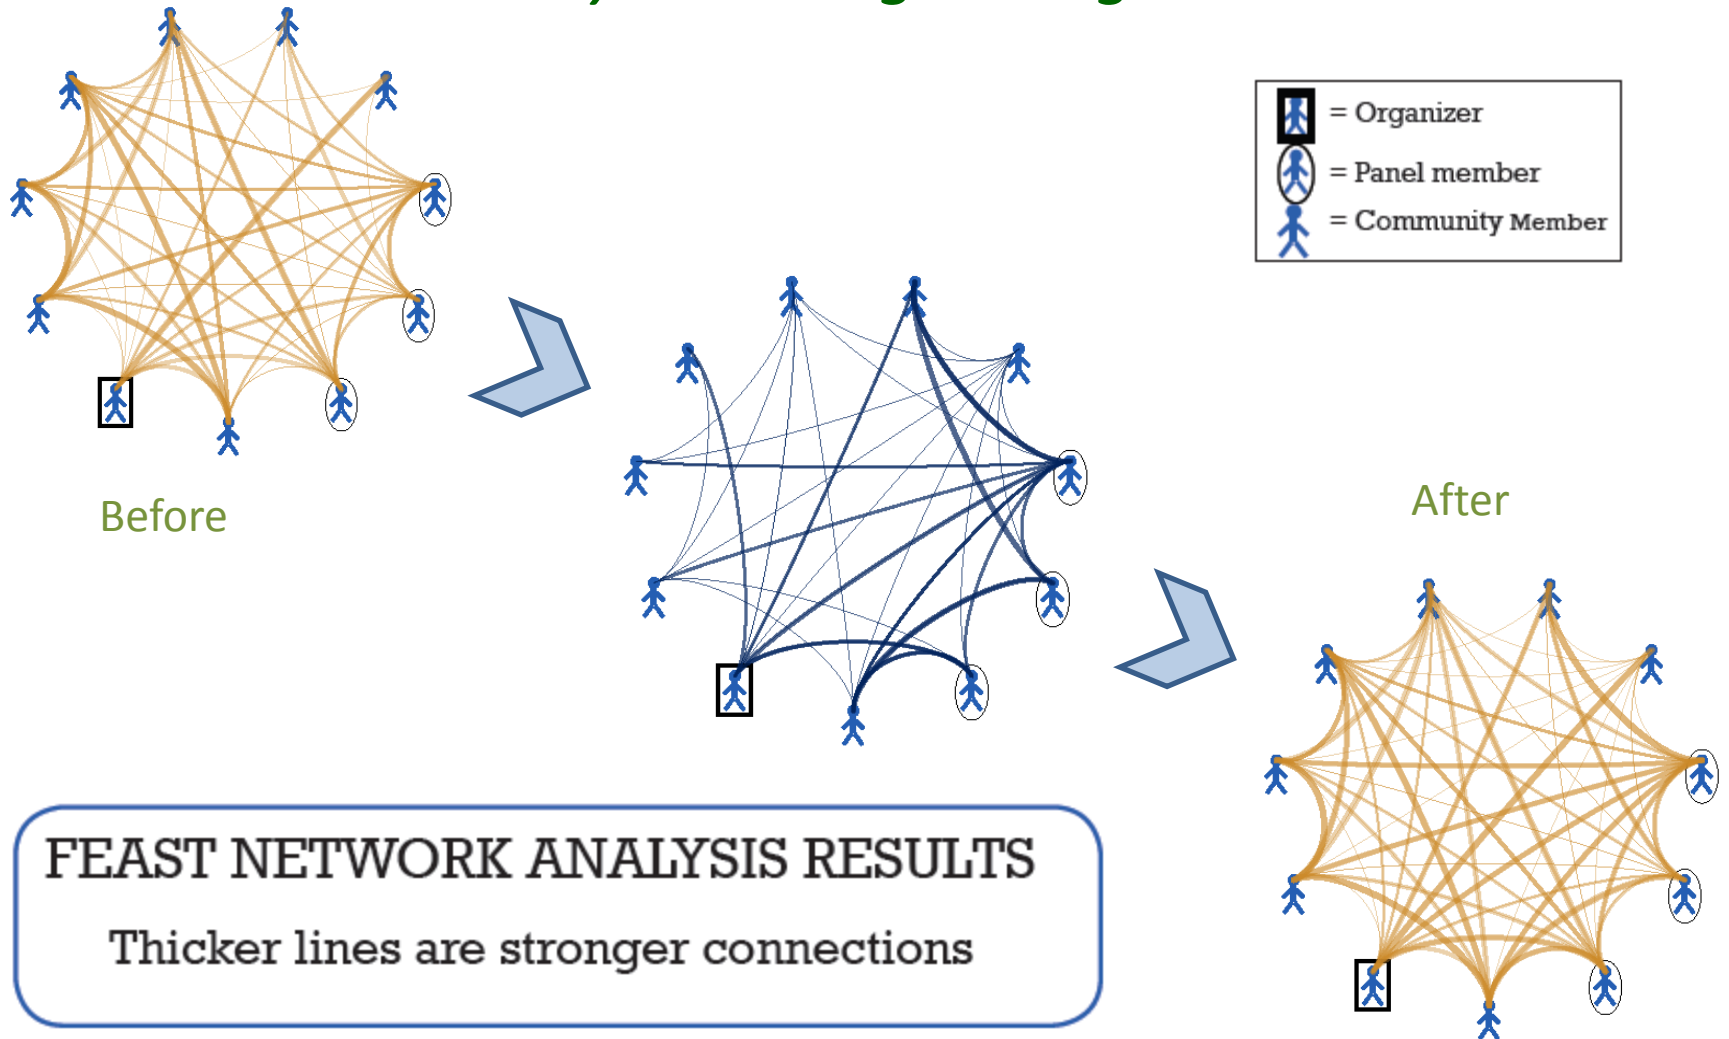 = Organizer
= Panel member
= Community Member
Before
After
FEAST NETWORK ANALYSIS RESULTS
Thicker lines are stronger connections